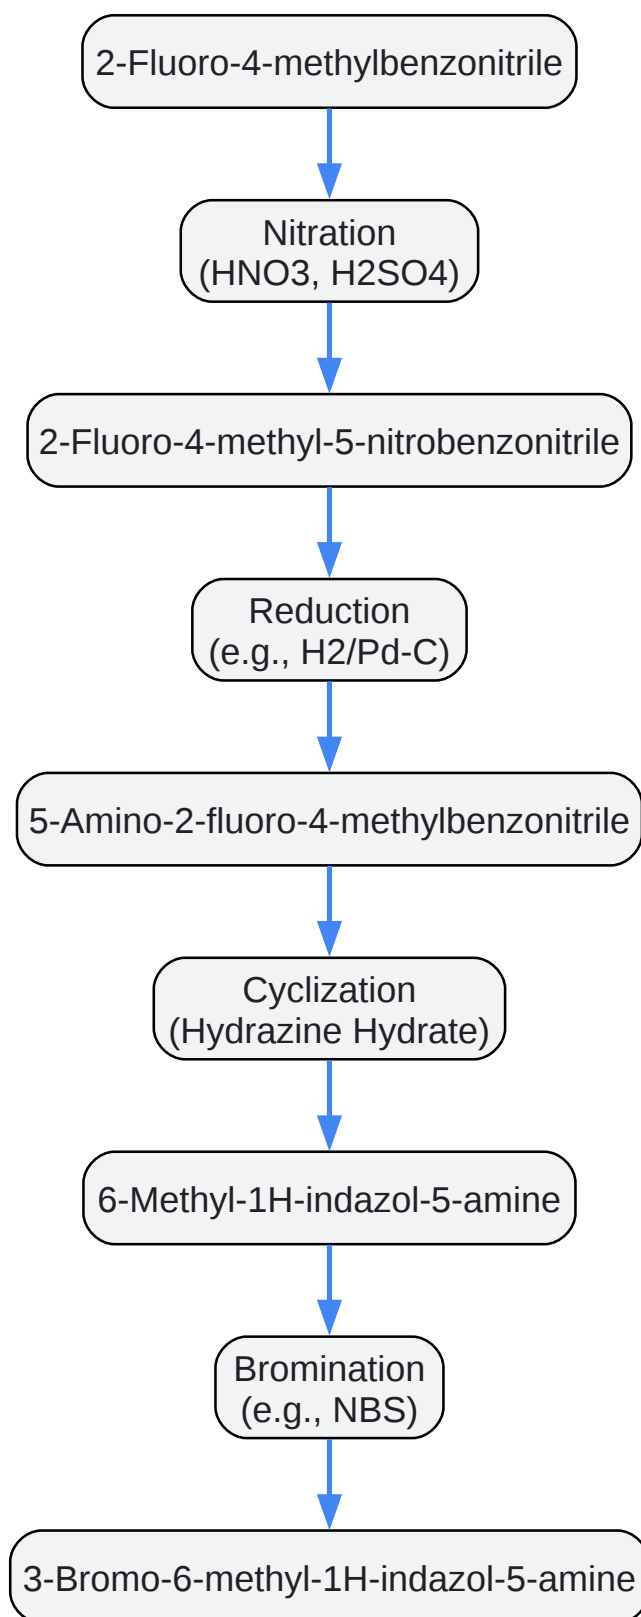 2-Fluoro-4-methylbenzonitrile
Nitration
(HNO3, H2SO4)
2-Fluoro-4-methyl-5-nitrobenzonitrile
Reduction
(e.g., H2/Pd-C)
5-Amino-2-fluoro-4-methylbenzonitrile
Cyclization
(Hydrazine Hydrate)
6-Methyl-1H-indazol-5-amine
Bromination
(e.g., NBS)
3-Bromo-6-methyl-1H-indazol-5-amine